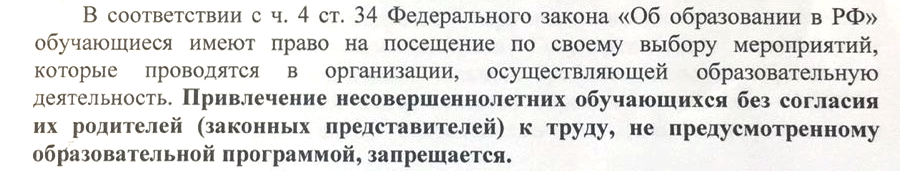 В соответствии с ч. 4 ст. 34 Федерального закона «Об образовании в РФ»
обучающиеся имеют право на посещение по своему выбору мероприятий,
которые проводятся в организации, осуществляющей образовательную
деятельность. Привлечение несовершеннолетних обучающихся без согласия
их родителей (законных представителей) к труду, не предусмотренному
образовательной программой, запрещается.